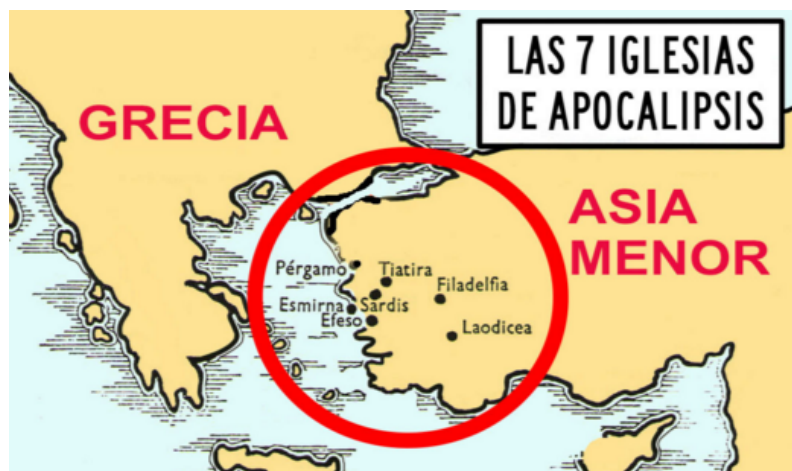 LAS 7 IGLESIAS
DE APOCALIPSIS
GRECIA
ASIA
MENOR
Pérgamo
Tiatira
Filadelfia
Esmirna
Sardis
Efeso
Laodicea